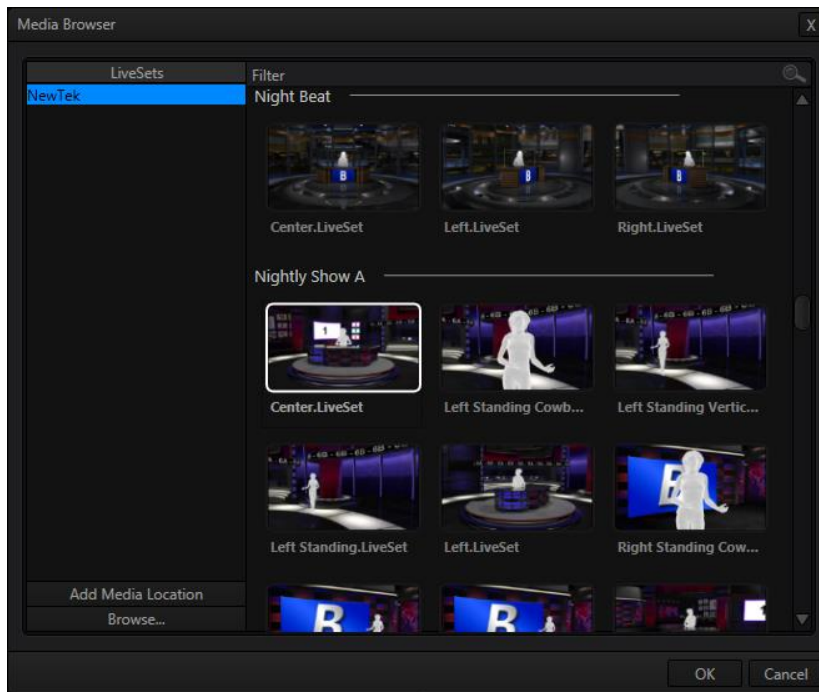 Media Browser
X
LiveSets
Filter
NewTek
Night Beat
B
B
B
Center.LiveSet
Left.LiveSet
Right.LiveSet
Nightly Show A
1
Center.LiveSet
Left Standing Cowb...
Left Standing Vertic...
B
Left Standing.LiveSet
Left.LiveSet
Right Standing Cow...
B
B
Add Media Location
Browse...
OK
Cancel